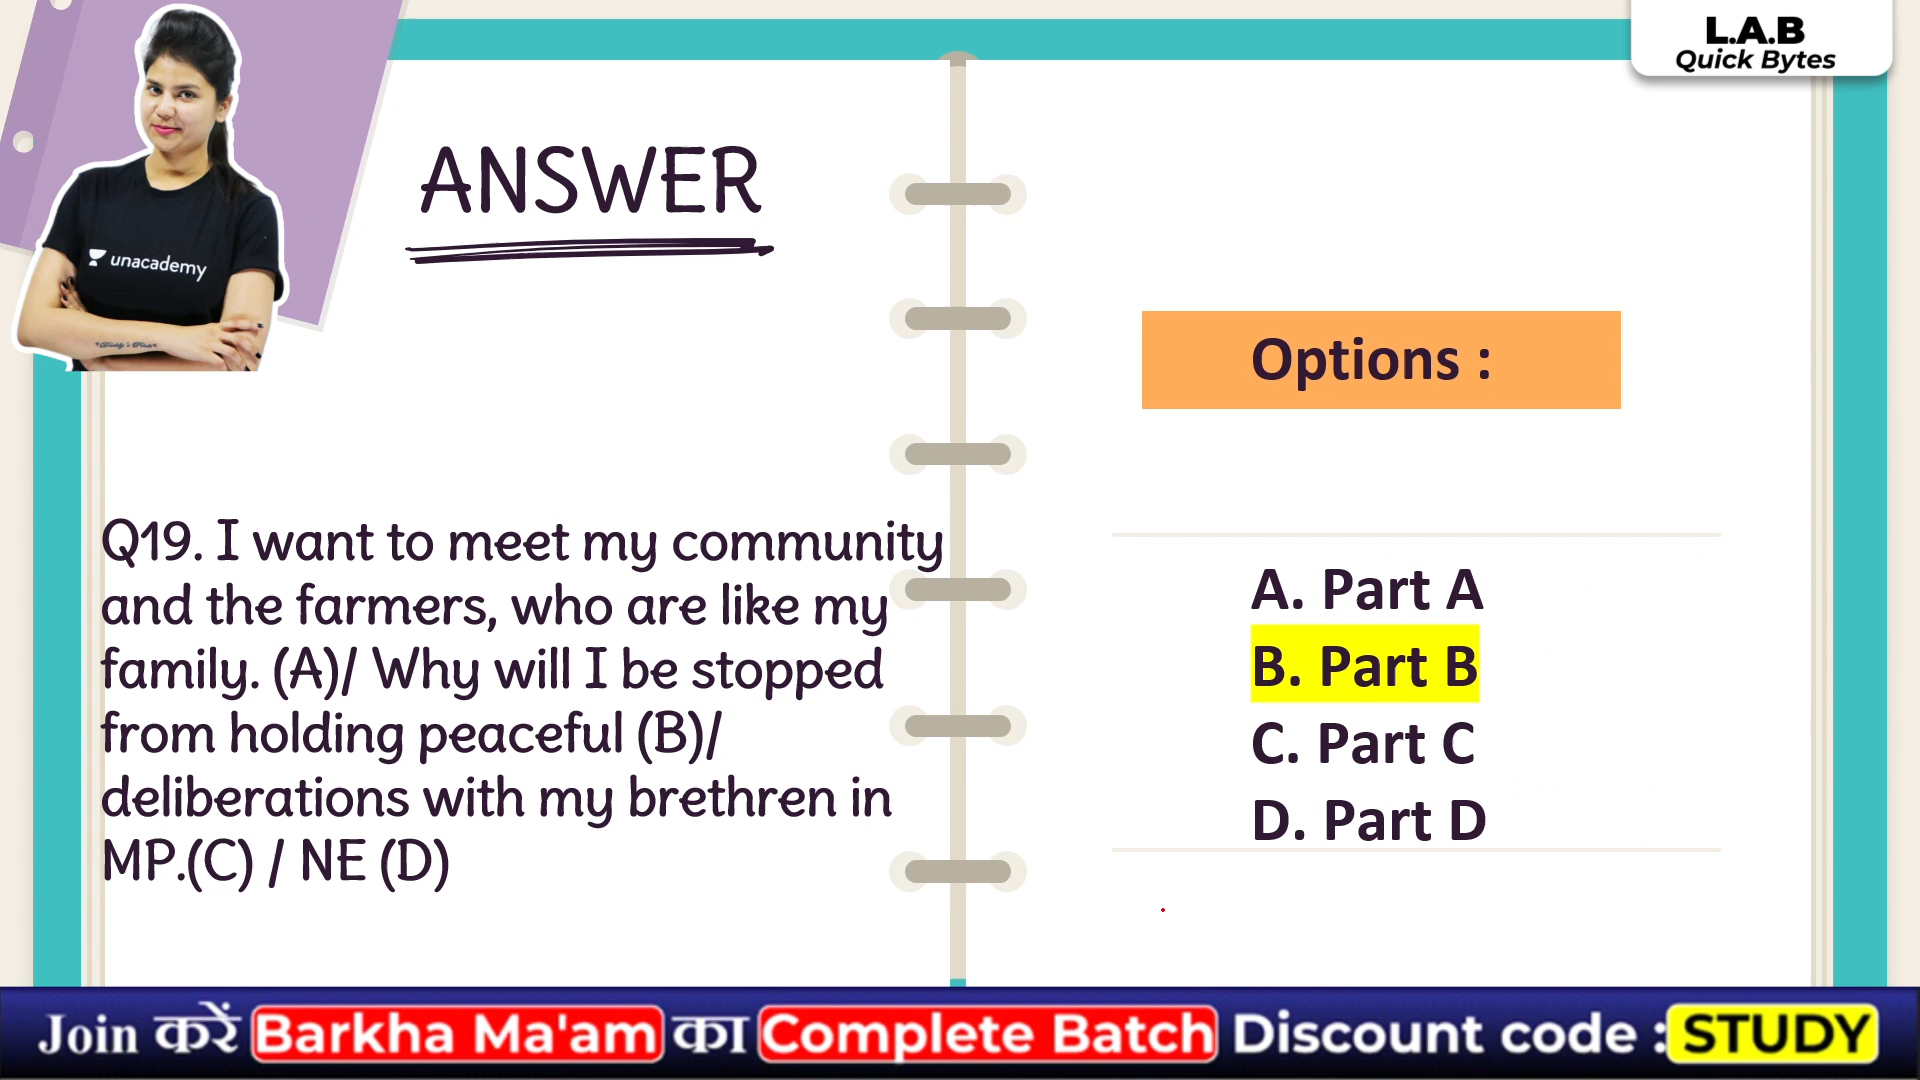 L.A.B
Quick Bytes
unacademy
ANSWER
Options :
Q19. I want to meet my community
and the farmers, who are like my
family. (A)/ Why will I be stopped
from holding peaceful (B)/
deliberations with my brethren in
MP.(C) / NE (D)
A. Part A
B. Part B
C. Part C
D. Part D
Join करें Barkha Ma'am का Complete Batch Discount code : STUDY